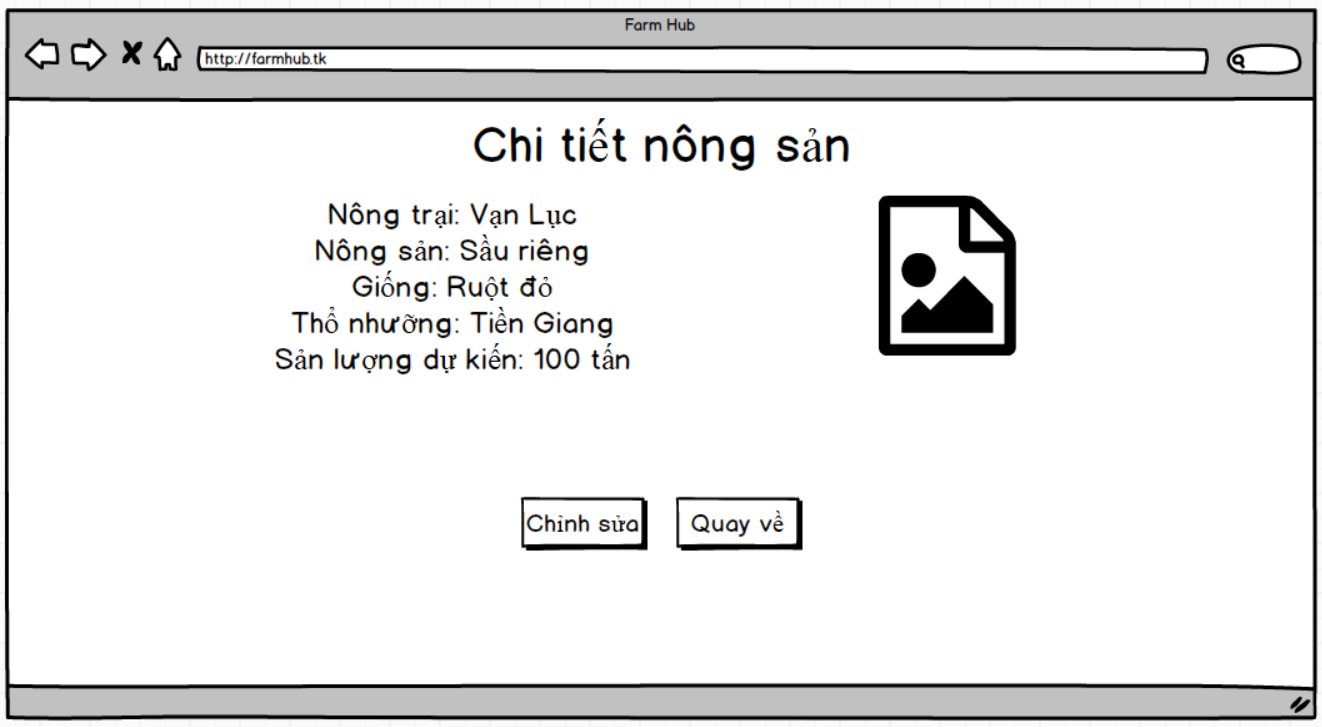 Farm Hub
http://farmhub.tk
Chi tiết nông sản
Nông trại: Vạn Lục
Nông sản: Sầu riêng
Giống: Ruột đỏ
Thổ nhưỡng: Tiền Giang
Sản lượng dự kiến: 100 tấn
Chỉnh sửa
Quay về